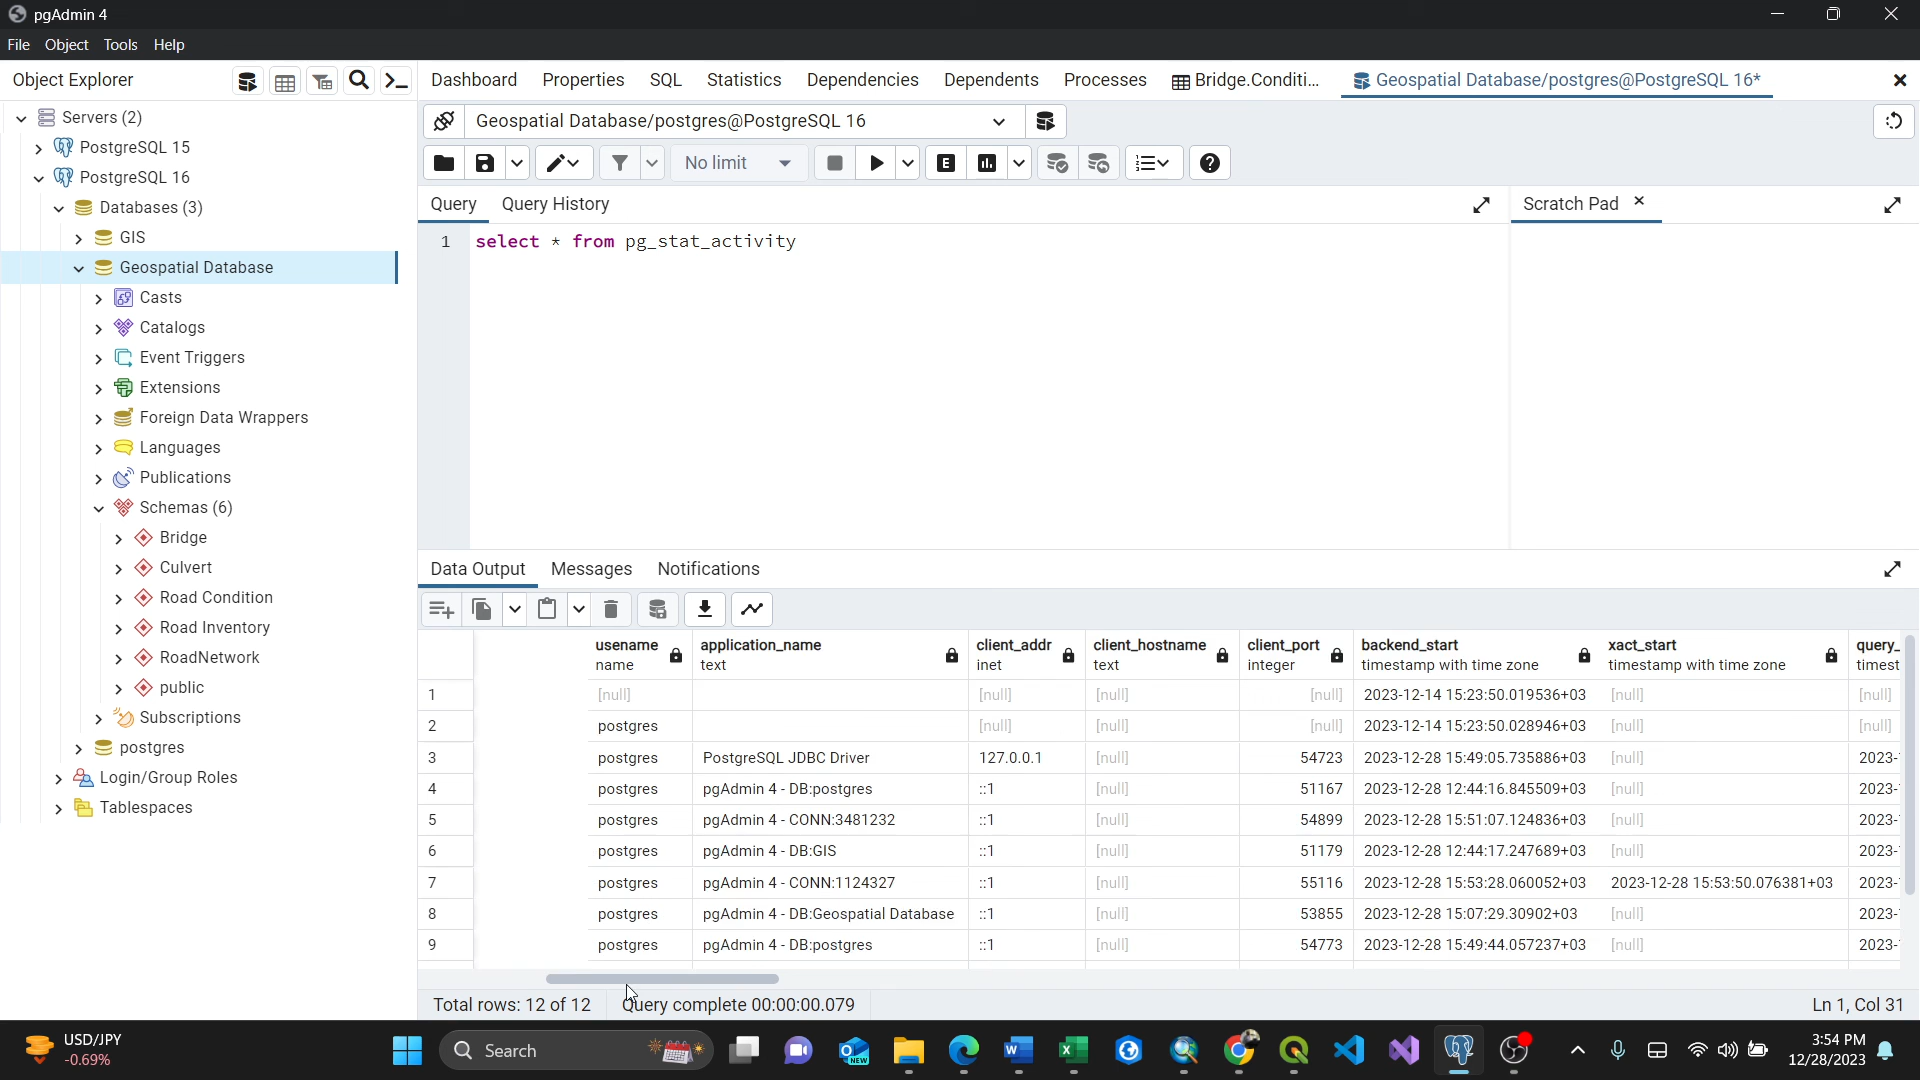 pgAdmin 4
File Object Tools Help
Object Explorer
Dashboard Properties SQL Statistics Dependencies Dependents Processes Bridge.Conditi... Geospatial Database/postgres@PostgreSQL 16*
Servers (2)
PostgreSQL 15
PostgreSQL 16
Databases (3)
GIS
Geospatial Database
Casts
Catalogs
Event Triggers
Extensions
Foreign Data Wrappers
Languages
Publications
Schemas (6)
Bridge
Culvert
Road Condition
Road Inventory
RoadNetwork
public
Subscriptions
postgres
Login/Group Roles
Tablespaces
Geospatial Database/postgres@PostgreSQL 16
No limit
E
Query Query History
Scratch Pad
1 select * from pg_stat_activity
Data Output Messages Notifications
usename application_name client_addr client_hostname client_port backend_start xact_start query_
name text inet text integer timestamp with time zone timestamp with time zone timest
1 [null] [null] [null] [null] 2023-12-14 15:23:50.019536+03 [null] [null]
2 postgres [null] [null] [null] 2023-12-14 15:23:50.028946+03 [null] [null]
3 postgres PostgreSQL JDBC Driver 127.0.0.1 [null] 54723 2023-12-28 15:49:05.735886+03 [null] 2023-
4 postgres pgAdmin 4 - DB:postgres ::1 [null] 51167 2023-12-28 12:44:16.845509+03 [null] 2023-
5 postgres pgAdmin 4 - CONN:3481232 ::1 [null] 54899 2023-12-28 15:51:07.124836+03 [null] 2023-
6 postgres pgAdmin 4 - DB:GIS ::1 [null] 51179 2023-12-28 12:44:17.247689+03 [null] 2023-
7 postgres pgAdmin 4 - CONN:1124327 ::1 [null] 55116 2023-12-28 15:53:28.060052+03 2023-12-28 15:53:50.076381+03 2023-
8 postgres pgAdmin 4 - DB:Geospatial Database ::1 [null] 53855 2023-12-28 15:07:29.30902+03 [null] 2023-
9 postgres pgAdmin 4 - DB:postgres ::1 [null] 54773 2023-12-28 15:49:44.057237+03 [null] 2023-
Total rows: 12 of 12 Query complete 00:00:00.079
Ln 1, Col 31
USD/JPY
-0.69%
Search
NEW
3:54 PM
12/28/2023